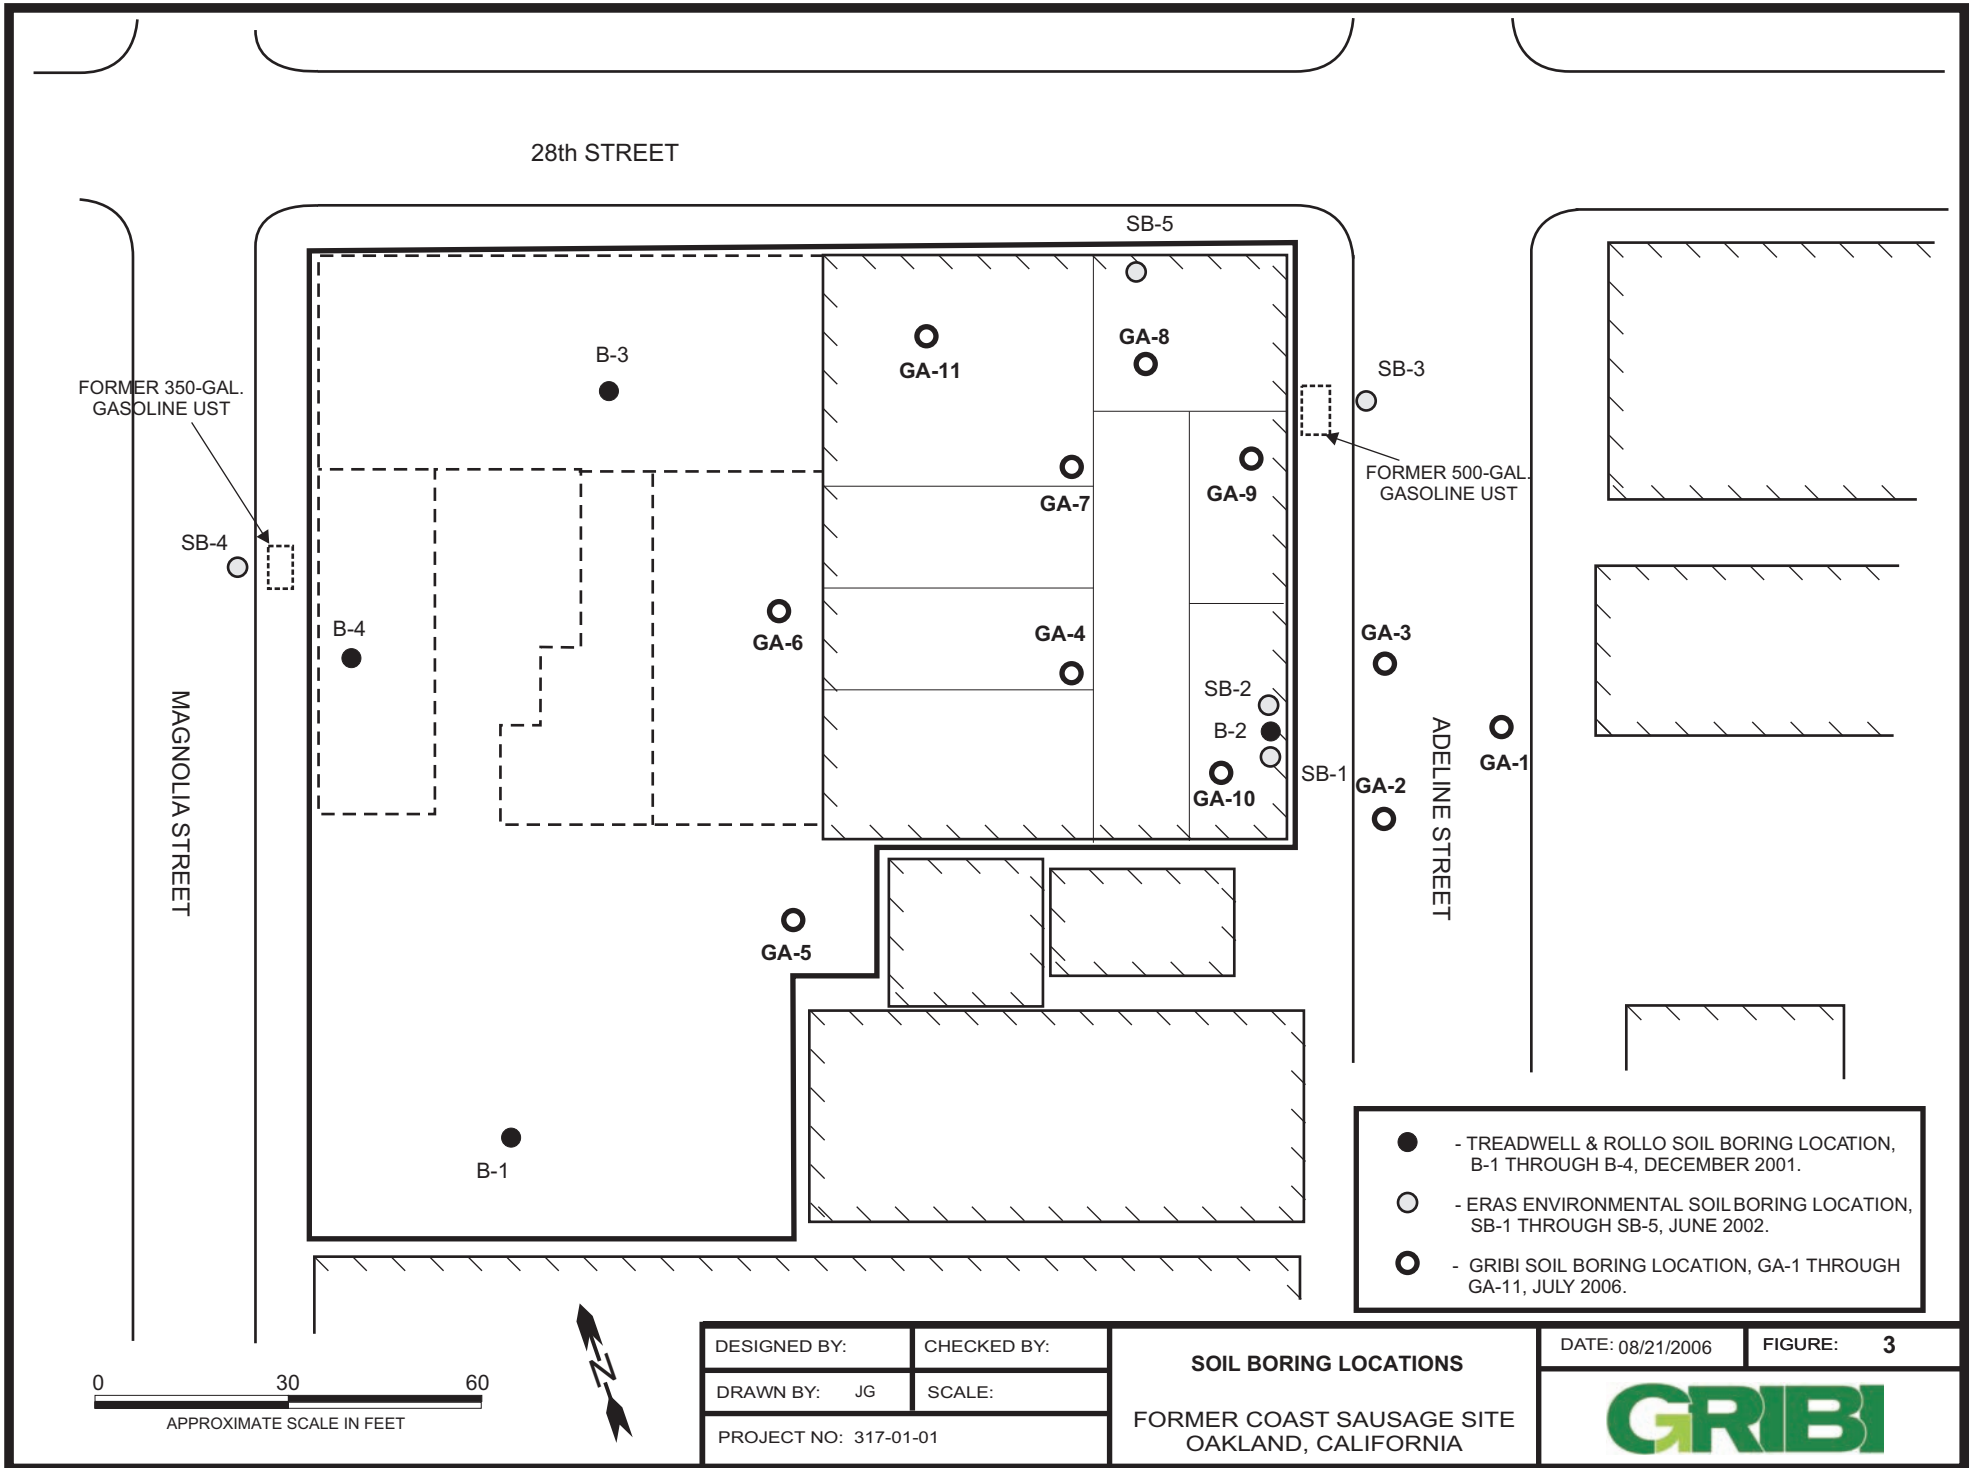 28th STREET
SB-5
B-3
GA-11
GA-8
SB-3
FORMER 350-GAL.
GASOLINE UST
GA-7
GA-9
FORMER 500-GAL.
GASOLINE UST
SB-4
B-4
GA-6
GA-4
GA-3
SB-2
B-2
SB-1
GA-10
GA-2
GA-1
MAGNOLIA STREET
ADELINE STREET
GA-5
B-1
- TREADWELL & ROLLO SOIL BORING LOCATION,
B-1 THROUGH B-4, DECEMBER 2001.
- ERAS ENVIRONMENTAL SOIL BORING LOCATION,
SB-1 THROUGH SB-5, JUNE 2002.
- GRIBI SOIL BORING LOCATION, GA-1 THROUGH
GA-11, JULY 2006.
0 30 60
APPROXIMATE SCALE IN FEET
N
DESIGNED BY:
CHECKED BY:
DRAWN BY: JG
SCALE:
PROJECT NO: 317-01-01
SOIL BORING LOCATIONS
FORMER COAST SAUSAGE SITE
OAKLAND, CALIFORNIA
DATE: 08/21/2006
FIGURE: 3
GRIBI